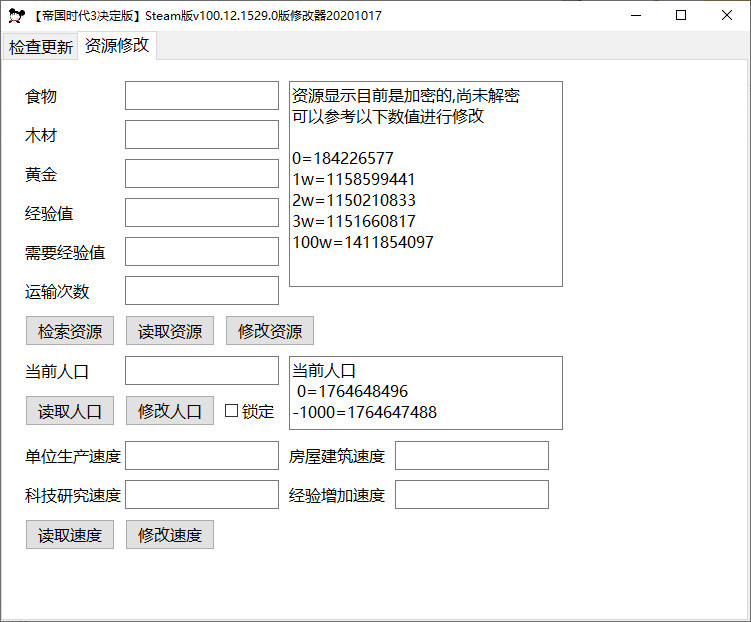 【帝国时代3决定版】Steam版v100.12.1529.0版修改器20201017
检查更新 资源修改
食物
木材
黄金
经验值
需要经验值
运输次数
资源显示目前是加密的,尚未解密
可以参考以下数值进行修改
0=184226577
1w=1158599441
2w=1150210833
3w=1151660817
100w=1411854097
检索资源 读取资源 修改资源
当前人口
读取人口 修改人口 锁定
当前人口
0=1764648496
-1000=1764647488
单位生产速度 房屋建筑速度
科技研究速度 经验增加速度
读取速度 修改速度